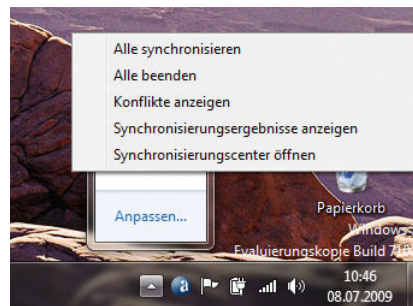 Alle synchronisieren
Alle beenden
Konflikte anzeigen
Synchronisierungsergebnisse anzeigen
Synchronisierungscenter öffnen
Anpassen...
Papierkorb
Windows
Evaluierungskopie Build 7100
10:46
08.07.2009